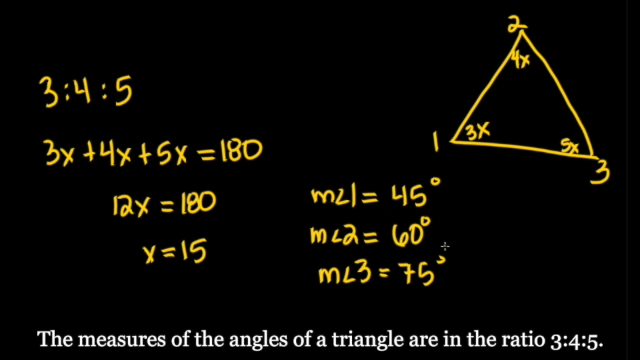 2
4x
3:4:5
3x+4x+5x=180
1
3x
5x
3
12x=180
x=15
m∠1=45°
m∠2=60°
m∠3=75°
The measures of the angles of a triangle are in the ratio 3:4:5.